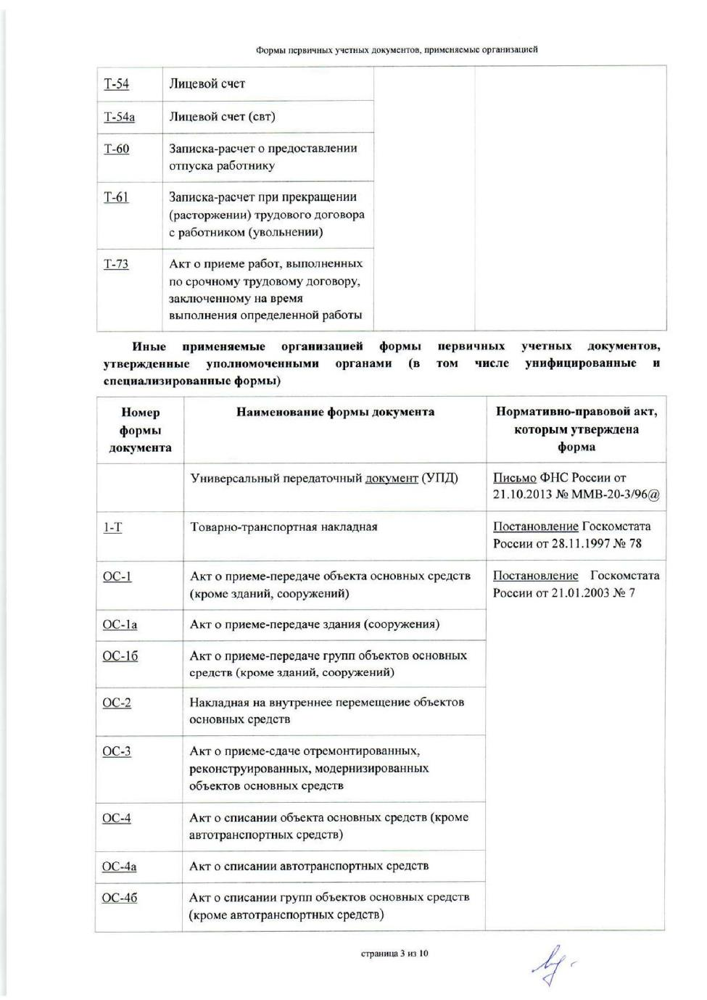 Формы первичных учетных документов, применяемые организацией
Т-54 Лицевой счет
Т-54а Лицевой счет (свт)
Т-60 Записка-расчет о предоставлении
отпуска работнику
Т-61 Записка-расчет при прекращении
(расторжении) трудового договора
с работником (увольнении)
Т-73 Акт о приеме работ, выполненных
по срочному трудовому договору,
заключенному на время
выполнения определенной работы
Иные применяемые организацией формы первичных учетных документов,
утвержденные уполномоченными органами (в том числе унифицированные и
специализированные формы)
Номер
формы
документа
Наименование формы документа
Нормативно-правовой акт,
которым утверждена
форма
Универсальный передаточный документ (УПД)
Письмо ФНС России от
21.10.2013 № ММВ-20-3/96@
1-Т Товарно-транспортная накладная
Постановление Госкомстата
России от 28.11.1997 № 78
ОС-1 Акт о приеме-передаче объекта основных средств
(кроме зданий, сооружений)
Постановление Госкомстата
России от 21.01.2003 № 7
ОС-1а Акт о приеме-передаче здания (сооружения)
ОС-1б Акт о приеме-передаче групп объектов основных
средств (кроме зданий, сооружений)
ОС-2 Накладная на внутреннее перемещение объектов
основных средств
ОС-3 Акт о приеме-сдаче отремонтированных,
реконструированных, модернизированных
объектов основных средств
ОС-4 Акт о списании объекта основных средств (кроме
автотранспортных средств)
ОС-4а Акт о списании автотранспортных средств
ОС-4б Акт о списании групп объектов основных средств
(кроме автотранспортных средств)
страница 3 из 10